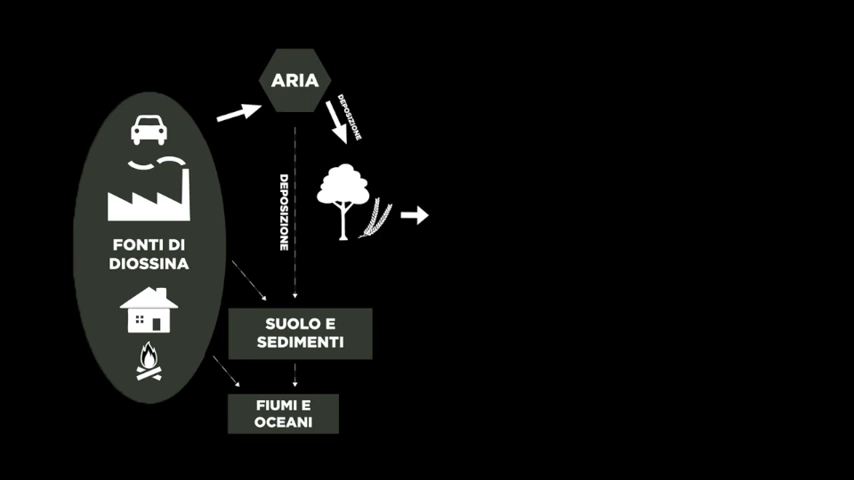 ARIA
DEPOSIZIONE
DEPOSIZIONE
FONTI DI
DIOSSINA
SUOLO E
SEDIMENTI
FIUMI E
OCEANI